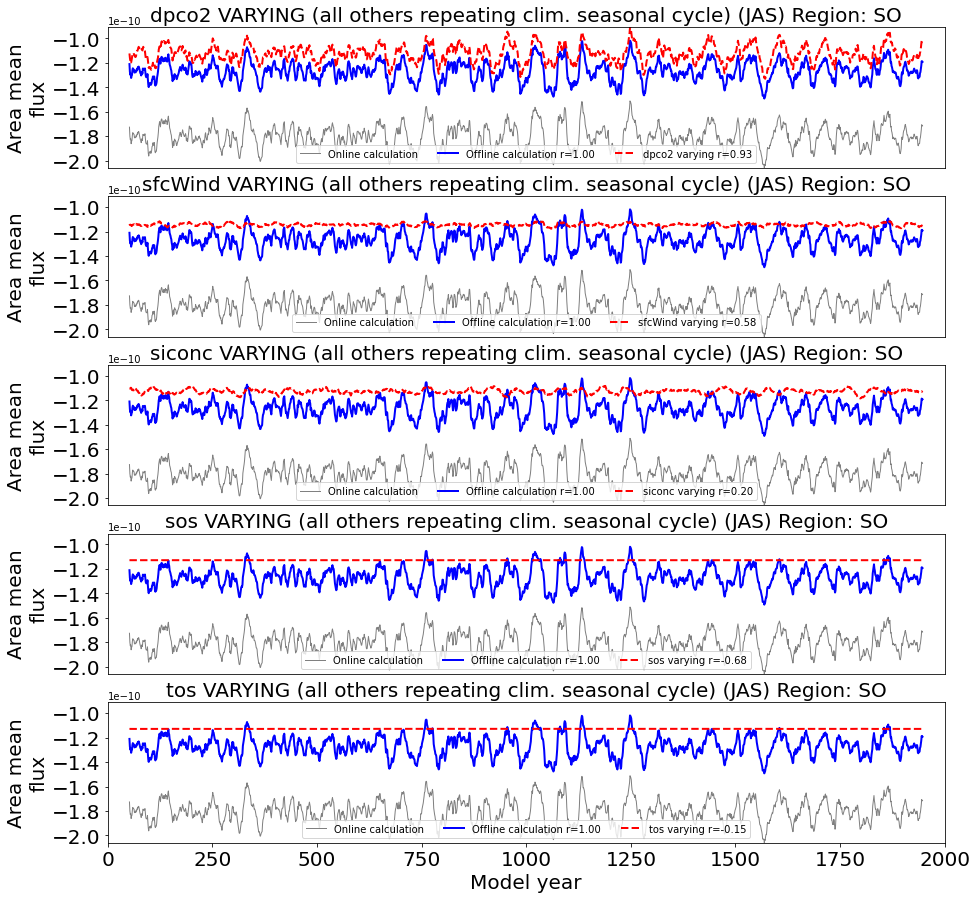 dpco2 VARYING (all others repeating clim. seasonal cycle) (JAS) Region: SO
1e−10
Area mean
flux
−1.0
−1.2
−1.4
−1.6
−1.8
−2.0
Online calculation Offline calculation r=1.00 dpco2 varying r=0.93
sfcWind VARYING (all others repeating clim. seasonal cycle) (JAS) Region: SO
1e−10
Area mean
flux
−1.0
−1.2
−1.4
−1.6
−1.8
−2.0
Online calculation Offline calculation r=1.00 sfcWind varying r=0.58
siconc VARYING (all others repeating clim. seasonal cycle) (JAS) Region: SO
1e−10
Area mean
flux
−1.0
−1.2
−1.4
−1.6
−1.8
−2.0
Online calculation Offline calculation r=1.00 siconc varying r=0.20
sos VARYING (all others repeating clim. seasonal cycle) (JAS) Region: SO
1e−10
Area mean
flux
−1.0
−1.2
−1.4
−1.6
−1.8
−2.0
Online calculation Offline calculation r=1.00 sos varying r=-0.68
tos VARYING (all others repeating clim. seasonal cycle) (JAS) Region: SO
1e−10
Area mean
flux
−1.0
−1.2
−1.4
−1.6
−1.8
−2.0
Online calculation Offline calculation r=1.00 tos varying r=-0.15
0 250 500 750 1000 1250 1500 1750 2000
Model year